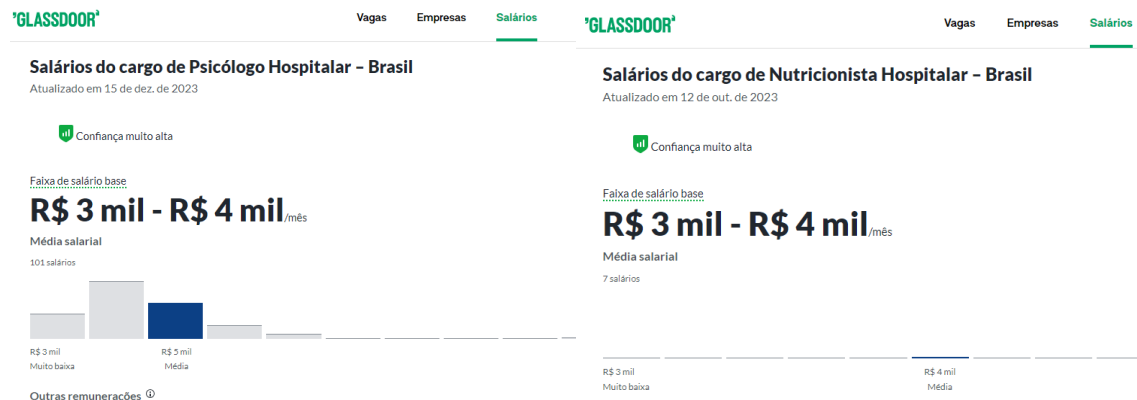 GLASSDOOR
Vagas Empresas Salários
Salários do cargo de Psicólogo Hospitalar – Brasil
Atualizado em 15 de dez. de 2023
Confiança muito alta
Faixa de salário base
R$ 3 mil - R$ 4 mil/mês
Média salarial
101 salários
R$ 3 mil R$ 5 mil
Muito baixa Média
Outras remunerações
GLASSDOOR
Vagas Empresas Salários
Salários do cargo de Nutricionista Hospitalar – Brasil
Atualizado em 12 de out. de 2023
Confiança muito alta
Faixa de salário base
R$ 3 mil - R$ 4 mil/mês
Média salarial
7 salários
R$ 3 mil R$ 4 mil
Muito baixa Média